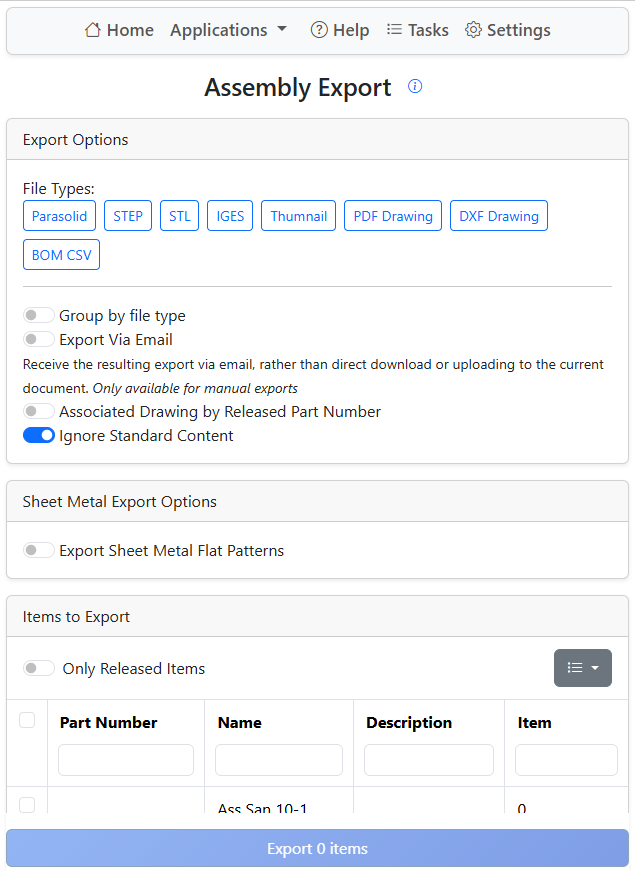 Home Applications Help Tasks Settings
Assembly Export
Export Options
File Types:
Parasolid STEP STL IGES Thumnail PDF Drawing DXF Drawing
BOM CSV
Group by file type
Export Via Email
Receive the resulting export via email, rather than direct download or uploading to the current
document. Only available for manual exports
Associated Drawing by Released Part Number
Ignore Standard Content
Sheet Metal Export Options
Export Sheet Metal Flat Patterns
Items to Export
Only Released Items
Part Number Name Description Item
Ass San 10-1 0
Export 0 items